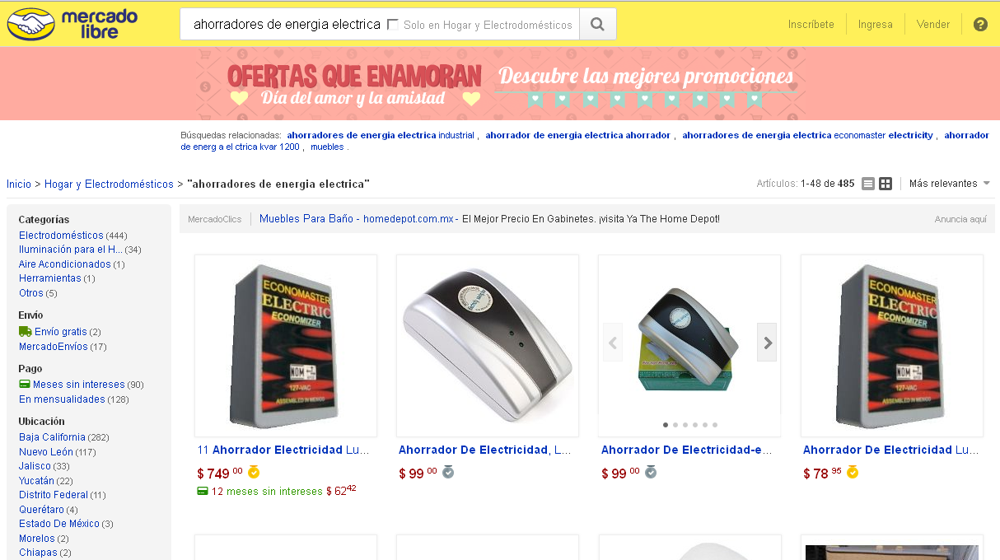 mercado
libre
ahorradores de energia electrica Solo en Hogar y Electrodomésticos
Inscríbete Ingresa Vender ?
OFERTAS QUE ENAMORAN
Día del amor y la amistad
Descubre las mejores promociones
Búsquedas relacionadas: ahorradores de energia electrica industrial , ahorrador de energia electrica ahorrador , ahorradores de energia electrica economaster electricity , ahorrador
de energ a el ctrica kvar 1200 , muebles .
Inicio > Hogar y Electrodomésticos > "ahorradores de energia electrica"
Artículos: 1-48 de 485 Más relevantes
Categorías
Electrodomésticos (444)
Iluminación para el H... (34)
Aire Acondicionados (1)
Herramientas (1)
Otros (5)
Envío
Envío gratis (2)
MercadoEnvíos (17)
Pago
Meses sin intereses (90)
En mensualidades (128)
Ubicación
Baja California (282)
Nuevo León (117)
Jalisco (33)
Yucatán (22)
Distrito Federal (11)
Querétaro (4)
Estado De México (3)
Morelos (2)
Chiapas (2)
MercadoClics Muebles Para Baño - homedepot.com.mx - El Mejor Precio En Gabinetes. ¡visita Ya The Home Depot! Anuncia aquí
ECONOMASTER
ELECTRIC
ECONOMIZER
NOM
127-VAC
ASSEMBLED IN MEXICO
11 Ahorrador Electricidad Lu...
$ 749 00
12 meses sin intereses $ 62 42
Ahorrador De Electricidad, L...
$ 99 00
Ahorrador De Electricidad-e...
$ 99 00
ECONOMASTER
ELECTRIC
ECONOMIZER
NOM
127-VAC
ASSEMBLED IN MEXICO
Ahorrador Electricidad Lu...
$ 78 95